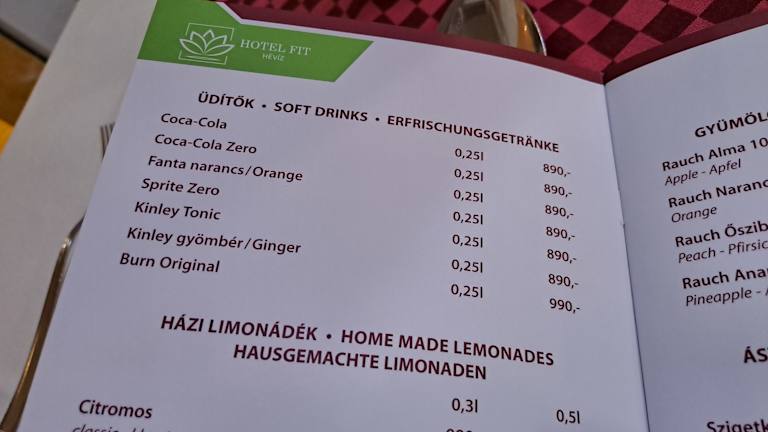 HOTEL FIT
HÉVÍZ
ÜDÍTŐK • SOFT DRINKS • ERFRISCHUNGSGETRÄNKE
Coca-Cola 0,25l 890,-
Coca-Cola Zero 0,25l 890,-
Fanta narancs/Orange 0,25l 890,-
Sprite Zero 0,25l 890,-
Kinley Tonic 0,25l 890,-
Kinley gyömbér/Ginger 0,25l 890,-
Burn Original 0,25l 990,-
HÁZI LIMONÁDÉK • HOME MADE LEMONADES
HAUSGEMACHTE LIMONADEN
Citromos 0,3l 0,5l
Rauch Alma 10
Apple - Apfel
Rauch Naranc
Orange
Rauch Őszib
Peach - Pfirsic
Rauch Ana
Pineapple -
Szigetk